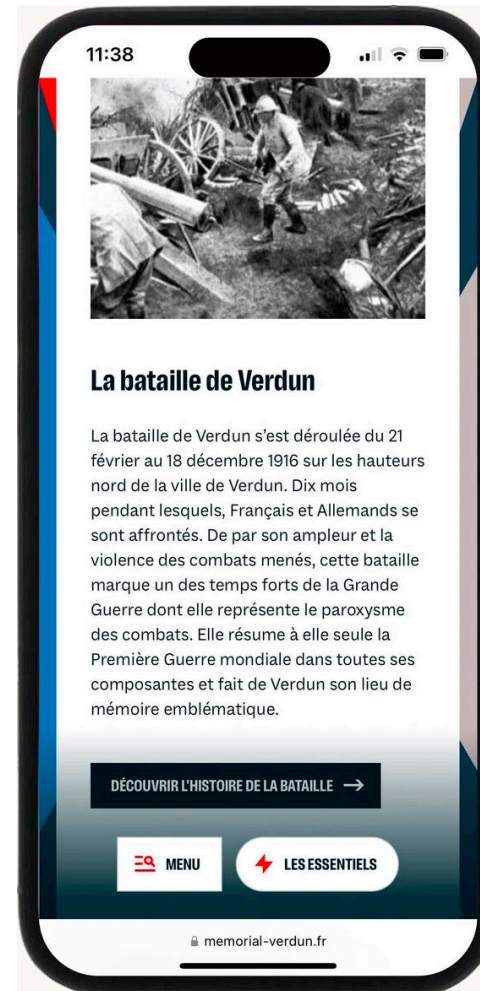 11:38
La bataille de Verdun
La bataille de Verdun s’est déroulée du 21
février au 18 décembre 1916 sur les hauteurs
nord de la ville de Verdun. Dix mois
pendant lesquels, Français et Allemands se
sont affrontés. De par son ampleur et la
violence des combats menés, cette bataille
marque un des temps forts de la Grande
Guerre dont elle représente le paroxysme
des combats. Elle résume à elle seule la
Première Guerre mondiale dans toutes ses
composantes et fait de Verdun son lieu de
mémoire emblématique.
DÉCOUVRIR L'HISTOIRE DE LA BATAILLE →
MENU
LES ESSENTIELS
memorial-verdun.fr